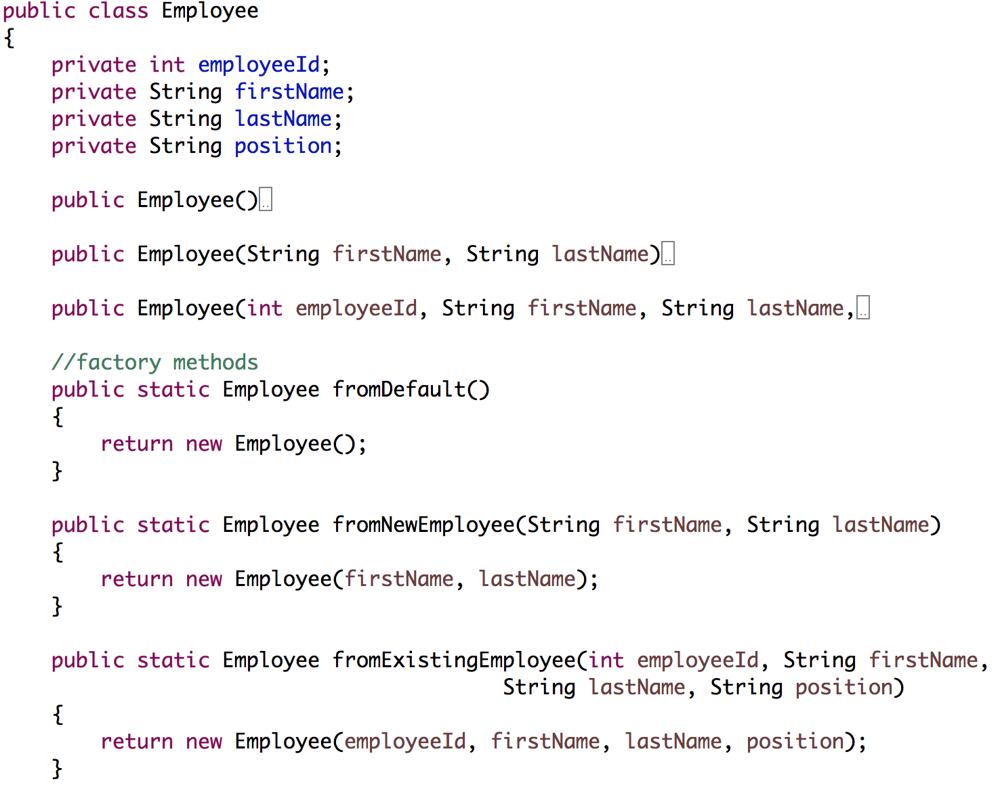 public class Employee
{
    private int employeeId;
    private String firstName;
    private String lastName;
    private String position;

    public Employee()..

    public Employee(String firstName, String lastName)..

    public Employee(int employeeId, String firstName, String lastName,..

    //factory methods
    public static Employee fromDefault()
    {
        return new Employee();
    }

    public static Employee fromNewEmployee(String firstName, String lastName)
    {
        return new Employee(firstName, lastName);
    }

    public static Employee fromExistingEmployee(int employeeId, String firstName,
                                         String lastName, String position)
    {
        return new Employee(employeeId, firstName, lastName, position);
    }